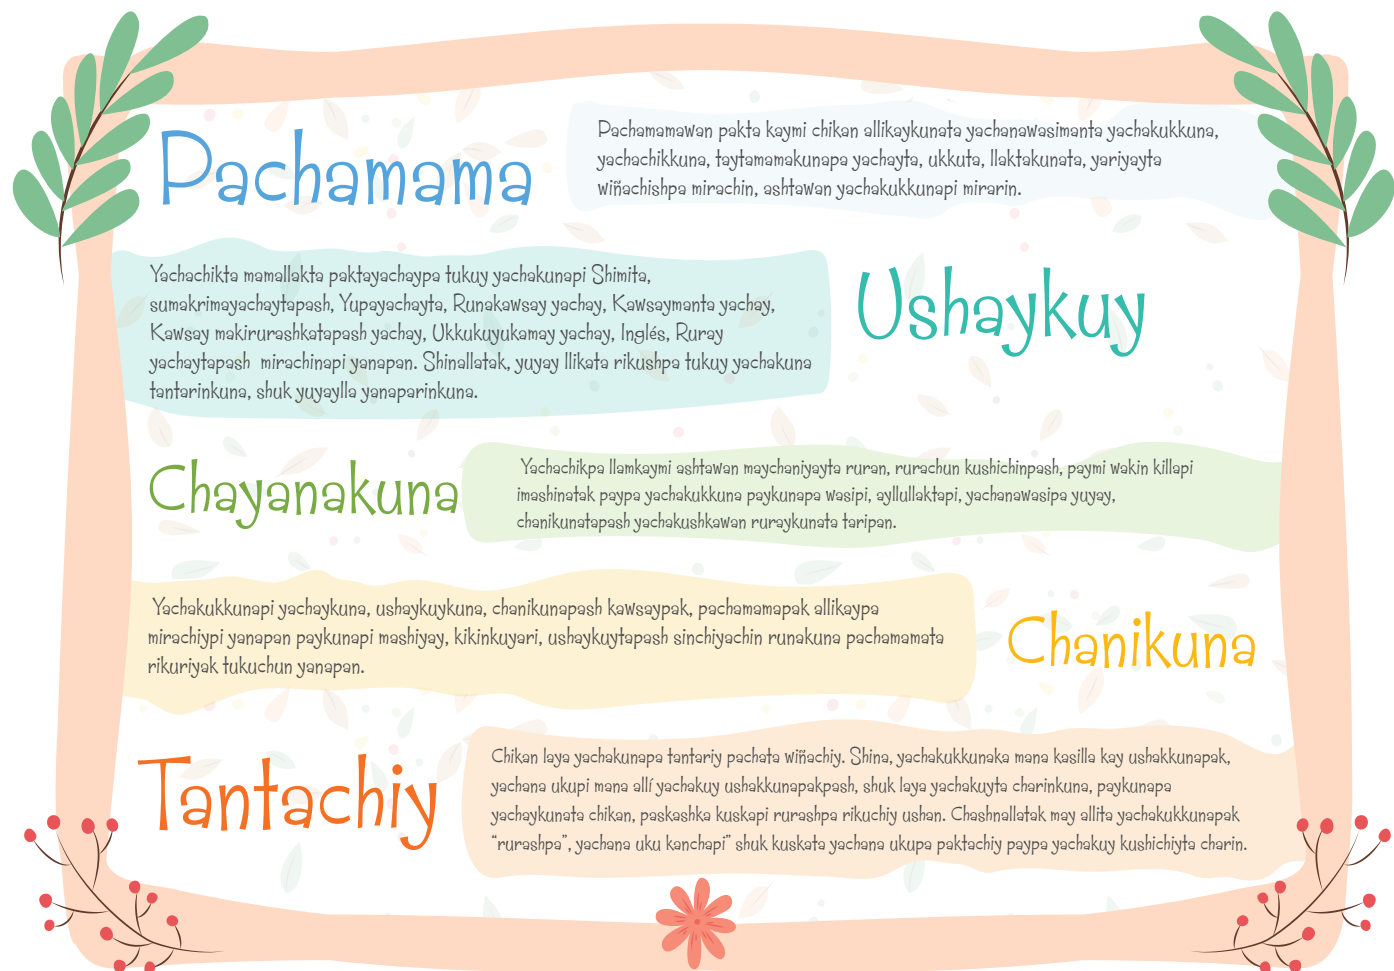 Pachamama
Pachamamawan pakta kaymi chikan allikaykunata yachanawasimanta yachakukkuna,
yachachikkuna, taytamamakunapa yachayta, ukkuta, llaktakunata, yariyayta
wiñachishpa mirachin, ashtawan yachakukkunapi mirarin.
Yachachikta mamallakta paktayachaypa tukuy yachakunapi Shimita,
sumakrimayachaytapash, Yupayachayta, Runakawsay yachay, Kawsaymanta yachay,
Kawsay makirurashkatapash yachay, Ukkukuyukamay yachay, Inglés, Ruray
yachaytapash  mirachinapi yanapan. Shinallatak, yuyay llikata rikushpa tukuy yachakuna
tantarinkuna, shuk yuyaylla yanaparinkuna.
Ushaykuy
Chayanakuna
Yachachikpa llamkaymi ashtawan maychaniyayta ruran, rurachun kushichinpash, paymi wakin killapi
imashinatak paypa yachakukkuna paykunapa wasipi, ayllullaktapi, yachanawasipa yuyay,
chanikunatapash yachakushkawan ruraykunata taripan.
Yachakukkunapi yachaykuna, ushaykuykuna, chanikunapash kawsaypak, pachamamapak allikaypa
mirachiypi yanapan paykunapi mashiyay, kikinkuyari, ushaykuytapash sinchiyachin runakuna pachamamata
rikuriyak tukuchun yanapan.
Chanikuna
Tantachiy
Chikan laya yachakunapa tantariy pachata wiñachiy. Shina, yachakukkunaka mana kasilla kay ushakkunapak,
yachana ukupi mana allí yachakuy ushakkunapakpash, shuk laya yachakuyta charinkuna, paykunapa
yachaykunata chikan, paskashka kuskapi rurashpa rikuchiy ushan. Chashnallatak may allita yachakukkunapak
“rurashpa”, yachana uku kanchapi” shuk kuskata yachana ukupa paktachiy paypa yachakuy kushichiyta charin.